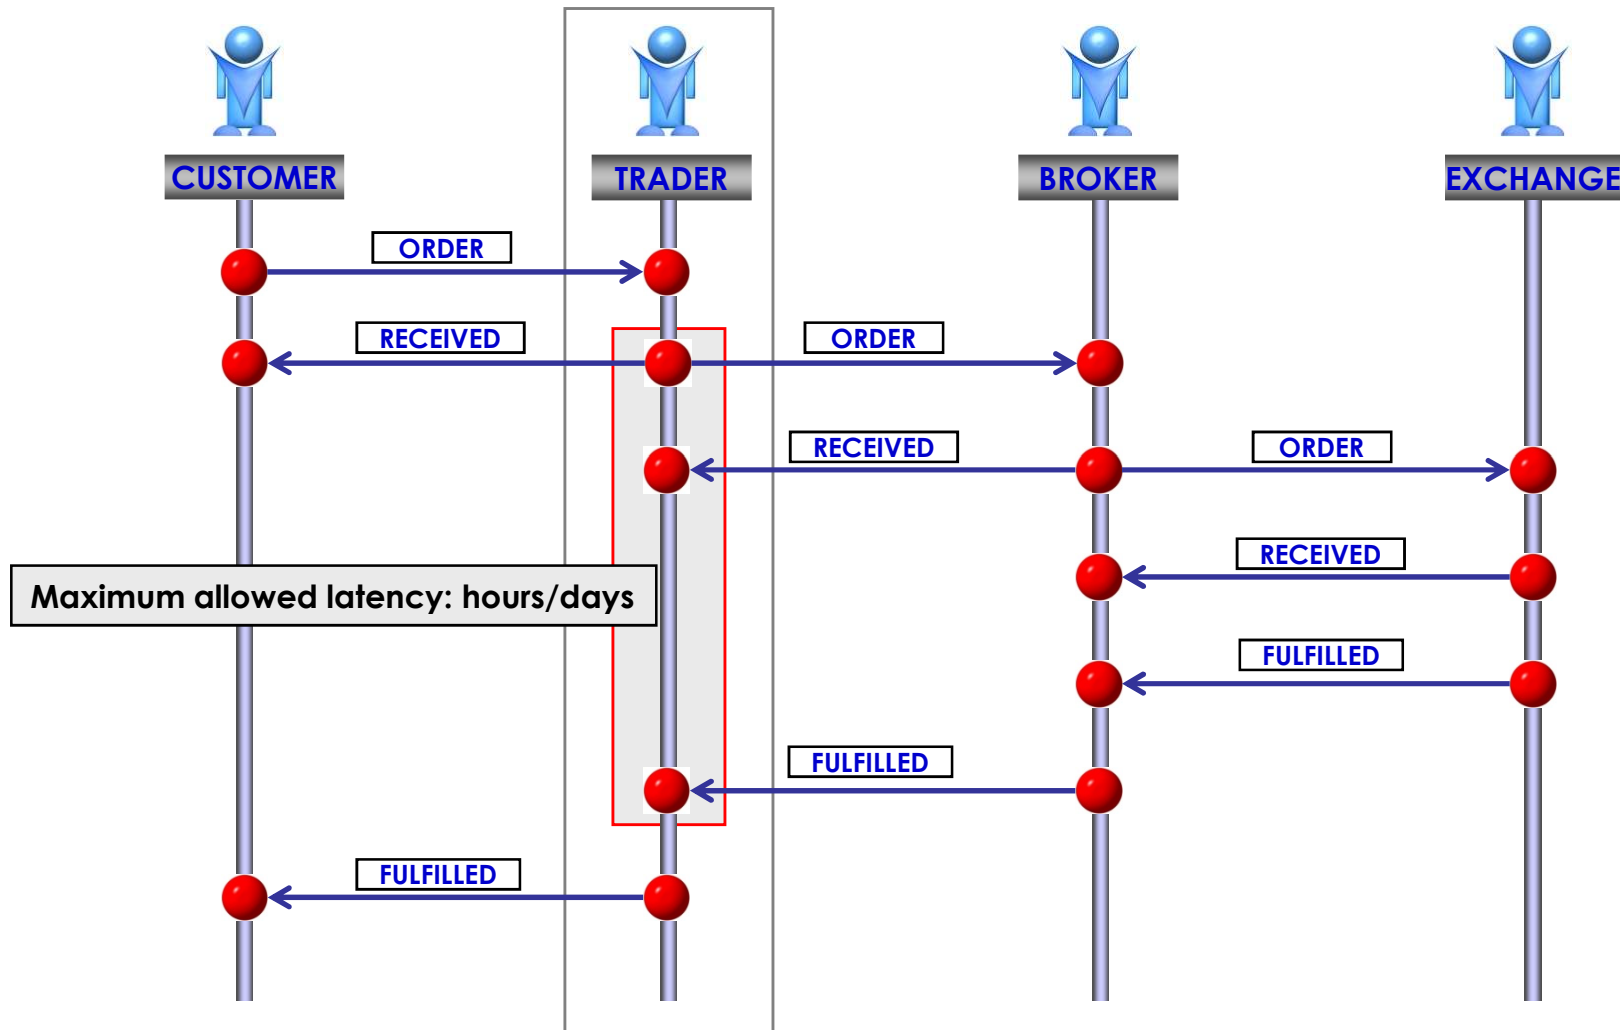 CUSTOMER
TRADER
BROKER
EXCHANGE
ORDER
RECEIVED
ORDER
RECEIVED
ORDER
RECEIVED
Maximum allowed latency: hours/days
FULFILLED
FULFILLED
FULFILLED